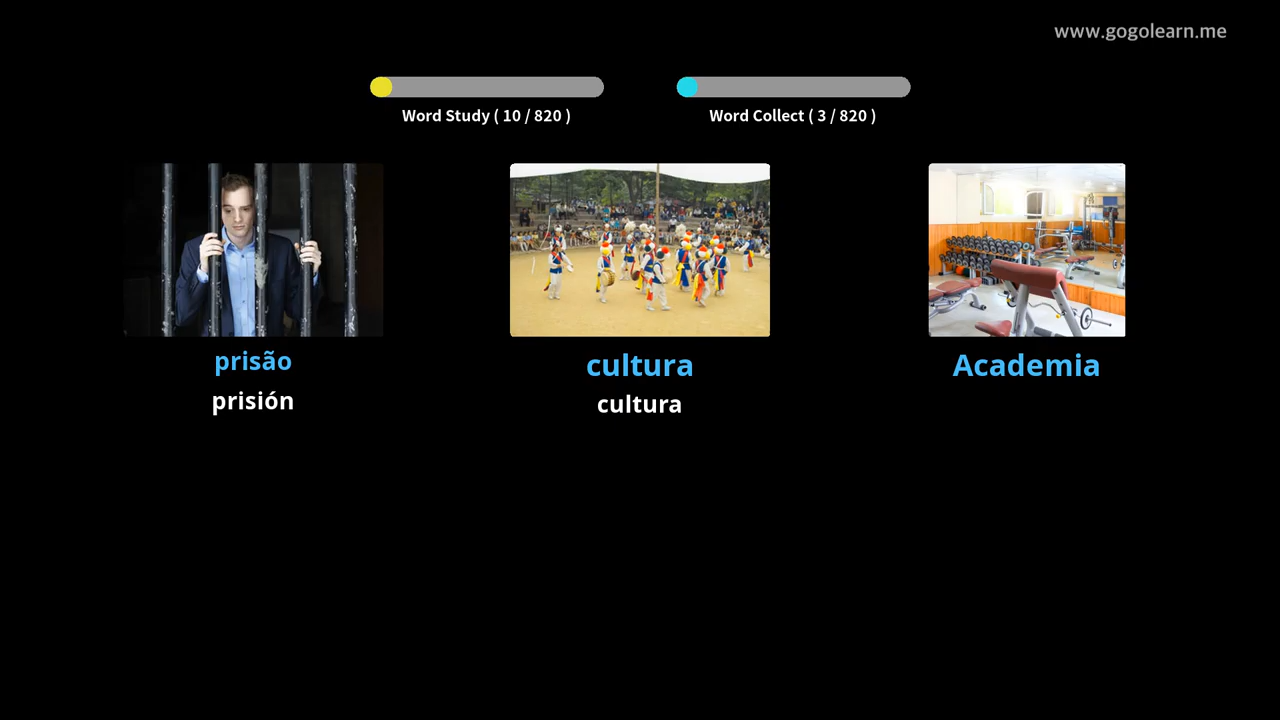 www.gogolearn.me
Word Study ( 10 / 820 )
Word Collect ( 3 / 820 )
prisão
prisión
cultura
cultura
Academia